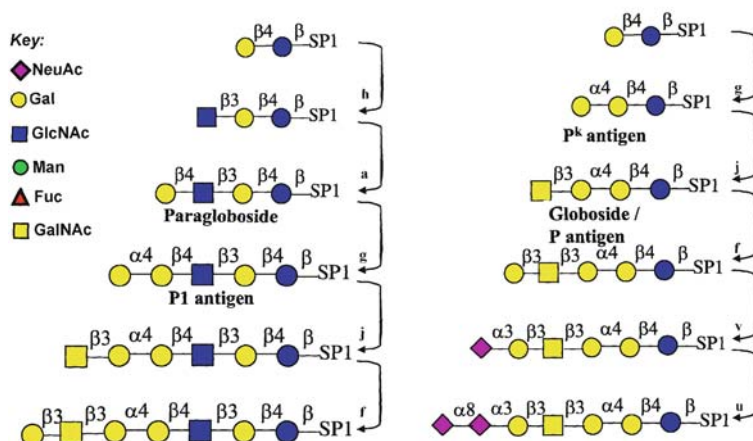 Key:
NeuAc
Gal
GlcNAc
Man
Fuc
GalNAc
β4 β SP1
h
β3 β4 β SP1
a
β4 β3 β4 β SP1
Paragloboside
g
α4 β4 β3 β4 β SP1
P1 antigen
j
β3 α4 β4 β3 β4 β SP1
f
β3 β3 α4 β4 β3 β4 β SP1
β4 β SP1
g
α4 β4 β SP1
Pᵏ antigen
j
β3 α4 β4 β SP1
Globoside /
P antigen
f
β3 β3 α4 β4 β SP1
v
α3 β3 β3 α4 β4 β SP1
u
α8 α3 β3 β3 α4 β4 β SP1